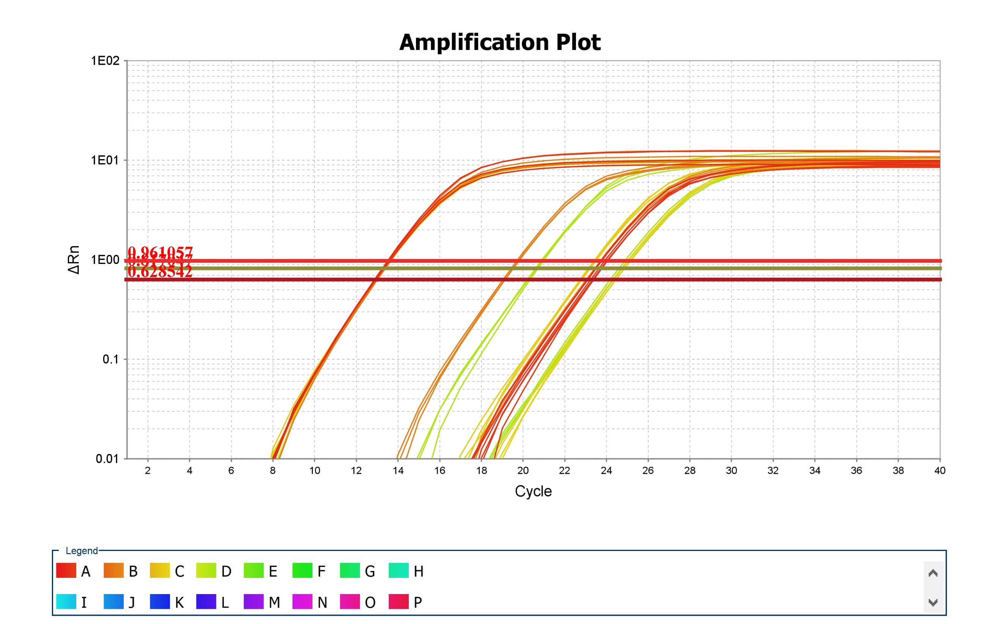 Amplification Plot
1E02
1E01
0.961057
1E00
0.628542
0.1
0.01
ΔRn
2 4 6 8 10 12 14 16 18 20 22 24 26 28 30 32 34 36 38 40
Cycle
Legend
A B C D E F G H
I J K L M N O P